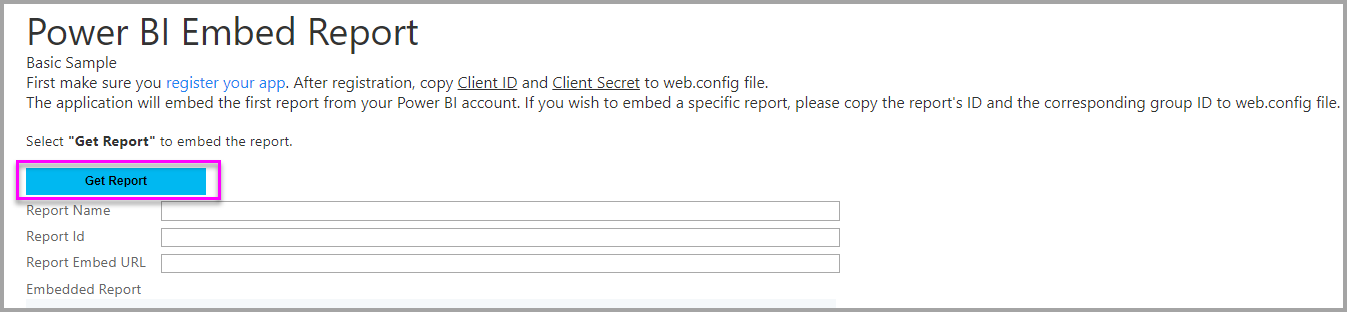 Power BI Embed Report
Basic Sample
First make sure you register your app. After registration, copy Client ID and Client Secret to web.config file.
The application will embed the first report from your Power BI account. If you wish to embed a specific report, please copy the report's ID and the corresponding group ID to web.config file.
Select "Get Report" to embed the report.
Get Report
Report Name
Report Id
Report Embed URL
Embedded Report